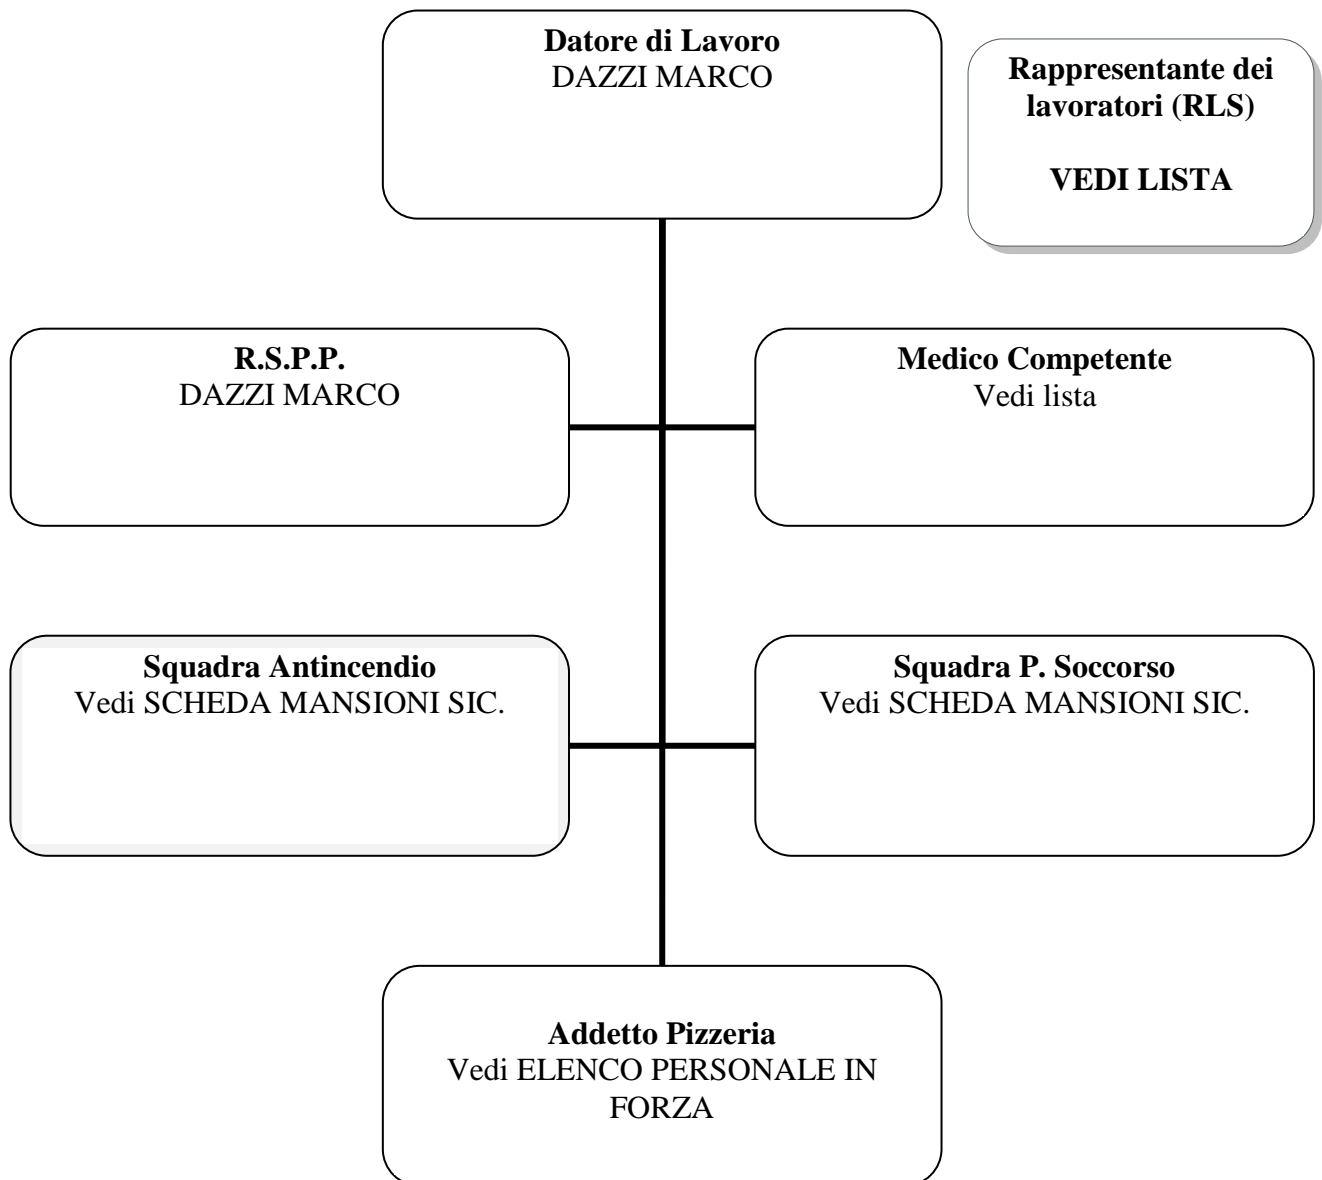 Datore di Lavoro
DAZZI MARCO
Rappresentante dei
lavoratori (RLS)
VEDI LISTA
R.S.P.P.
DAZZI MARCO
Medico Competente
Vedi lista
Squadra Antincendio
Vedi SCHEDA MANSIONI SIC.
Squadra P. Soccorso
Vedi SCHEDA MANSIONI SIC.
Addetto Pizzeria
Vedi ELENCO PERSONALE IN
FORZA